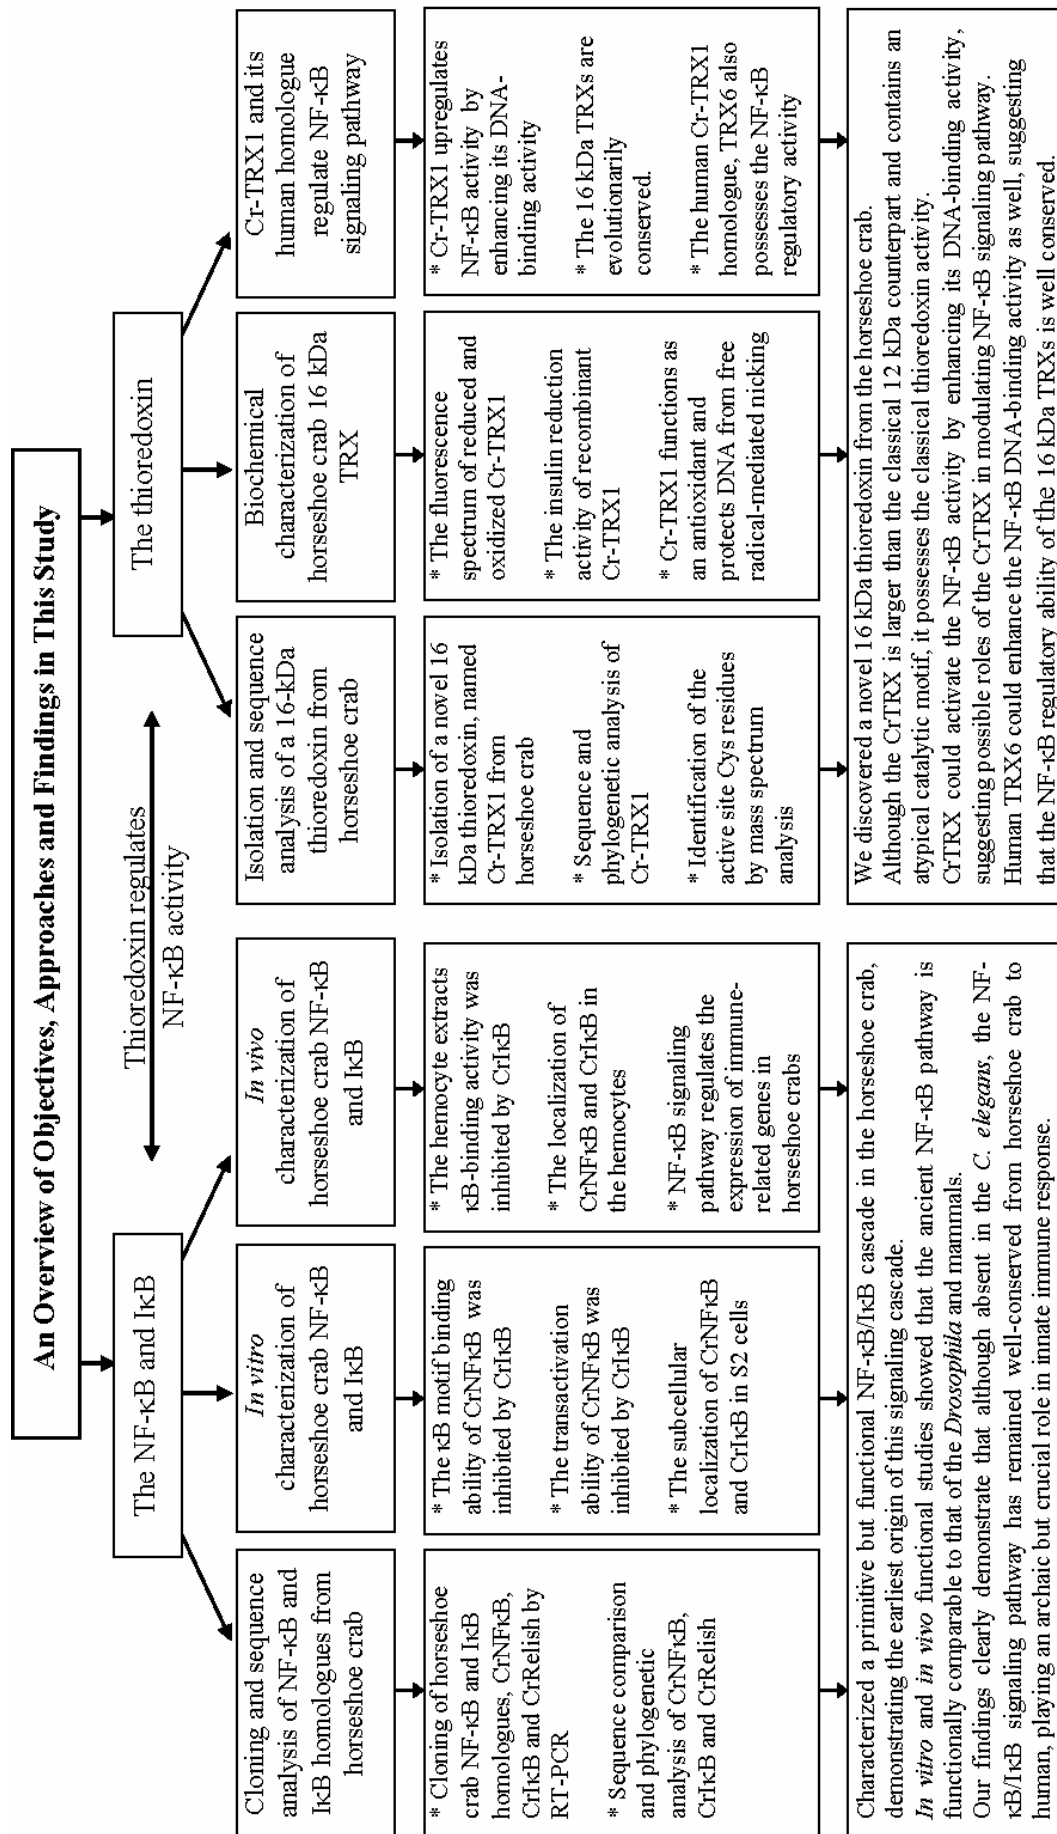 An Overview of Objectives, Approaches and Findings in This Study
The NF-κB and IκB
Thioredoxin regulates
NF-κB activity
The thioredoxin
Cloning and sequence
analysis of NF-κB and
IκB homologues from
horseshoe crab
In vitro
characterization of
horseshoe crab NF-κB
and IκB
In vivo
characterization of
horseshoe crab NF-κB
and IκB
Isolation and sequence
analysis of a 16-kDa
thioredoxin from
horseshoe crab
Biochemical
characterization of
horseshoe crab 16 kDa
TRX
Cr-TRX1 and its
human homologue
regulate NF-κB
signaling pathway
* Cloning of horseshoe
crab NF-κB and IκB
homologues, CrNFκB,
CrIκB and CrRelish by
RT-PCR
* Sequence comparison
and phylogenetic
analysis of CrNFκB,
CrIκB and CrRelish
* The κB motif binding
ability of CrNFκB was
inhibited by CrIκB
* The transactivation
ability of CrNFκB was
inhibited by CrIκB
* The subcellular
localization of CrNFκB
and CrIκB in S2 cells
* The hemocyte extracts
κB-binding activity was
inhibited by CrIκB
* The localization of
CrNFκB and CrIκB in
the hemocytes
* NF-κB signaling
pathway regulates the
expression of immune-
related genes in
horseshoe crabs
* Isolation of a novel 16
kDa thioredoxin, named
Cr-TRX1 from
horseshoe crab
* Sequence and
phylogenetic analysis of
Cr-TRX1
*Identification of the
active site Cys residues
by mass spectrum
analysis
* The fluorescence
spectrum of reduced and
oxidized Cr-TRX1
* The insulin reduction
activity of recombinant
Cr-TRX1
* Cr-TRX1 functions as
an antioxidant and
protects DNA from free
radical-mediated nicking
* Cr-TRX1 upregulates
NF-κB activity by
enhancing its DNA-
binding activity
* The 16 kDa TRXs are
evolutionarily
conserved.
* The human Cr-TRX1
homologue, TRX6 also
possesses the NF-κB
regulatory activity
Characterized a primitive but functional NF-κB/IκB cascade in the horseshoe crab,
demonstrating the earliest origin of this signaling cascade.
In vitro and in vivo functional studies showed that the ancient NF-κB pathway is
functionally comparable to that of the Drosophila and mammals.
Our findings clearly demonstrate that although absent in the C. elegans, the NF-
κB/IκB signaling pathway has remained well-conserved from horseshoe crab to
human, playing an archaic but crucial role in innate immune response.
We discovered a novel 16 kDa thioredoxin from the horseshoe crab.
Although the CrTRX is larger than the classical 12 kDa counterpart and contains an
atypical catalytic motif, it possesses the classical thioredoxin activity.
CrTRX could activate the NF-κB activity by enhancing its DNA-binding activity,
suggesting possible roles of the CrTRX in modulating NF-κB signaling pathway.
Human TRX6 could enhance the NF-κB DNA-binding activity as well, suggesting
that the NF-κB regulatory ability of the 16 kDa TRXs is well conserved.